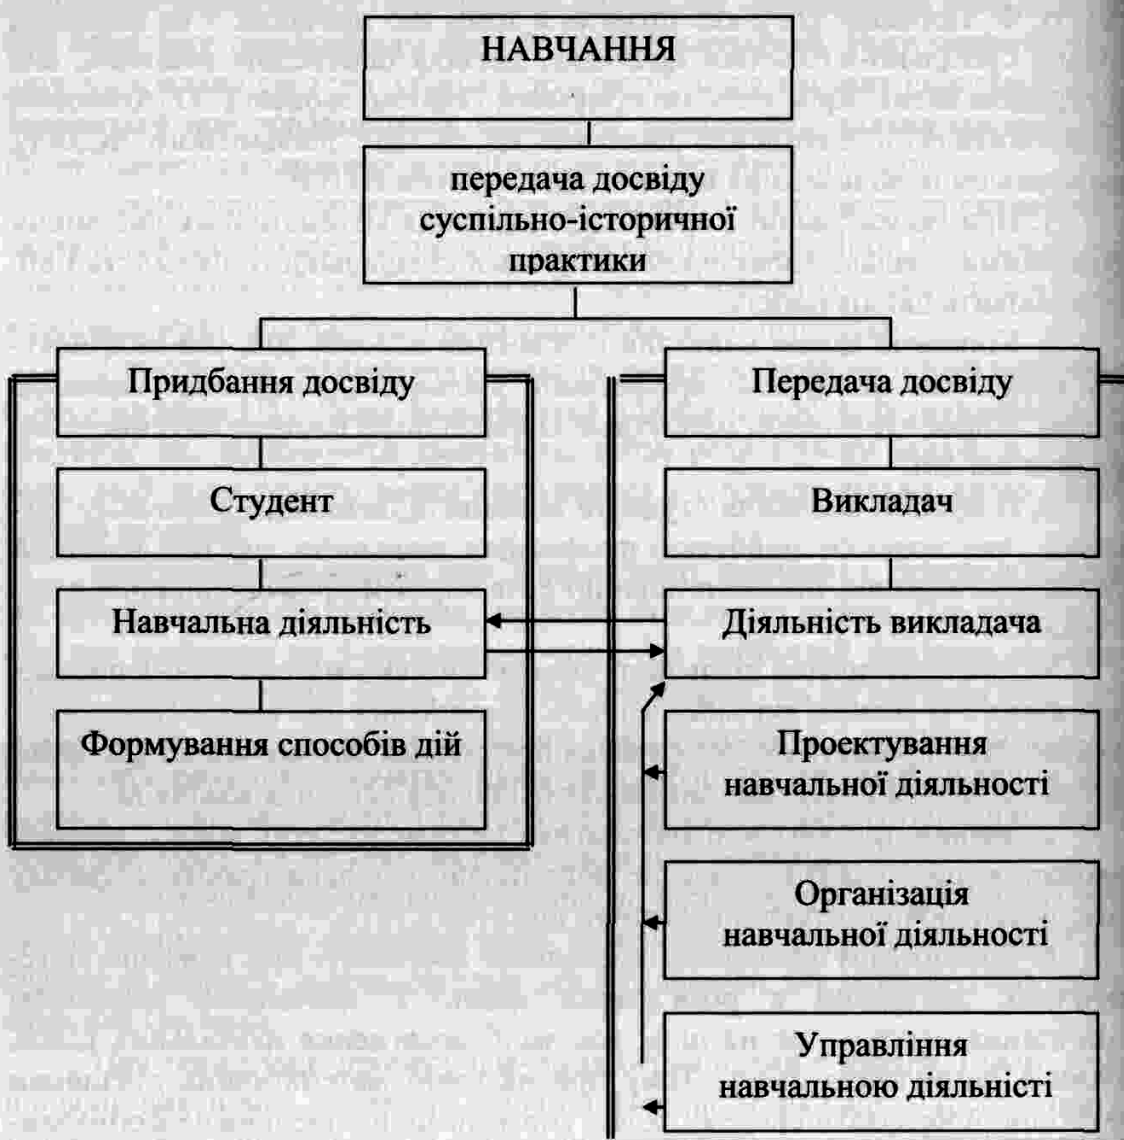 НАВЧАННЯ
передача досвіду
суспільно-історичної
практики
Придбання досвіду
Передача досвіду
Студент
Викладач
Навчальна діяльність
Діяльність викладача
Формування способів дій
Проектування
навчальної діяльності
Організація
навчальної діяльності
Управління
навчальною діяльністі